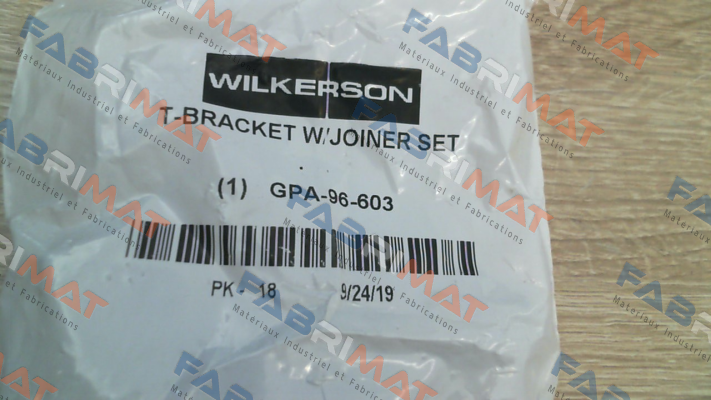 WILKERSON
T-BRACKET W/JOINER SET
(1) GPA-96-603
PK - 18 9/24/19
FABRIMAT
Materiaux Industriel et Fabrications